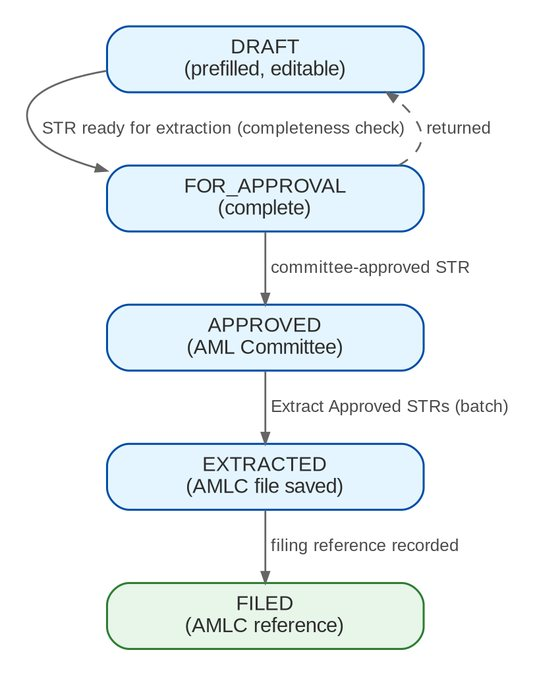 DRAFT
(prefilled, editable)
STR ready for extraction (completeness check)
returned
FOR_APPROVAL
(complete)
committee-approved STR
APPROVED
(AML Committee)
Extract Approved STRs (batch)
EXTRACTED
(AMLC file saved)
filing reference recorded
FILED
(AMLC reference)